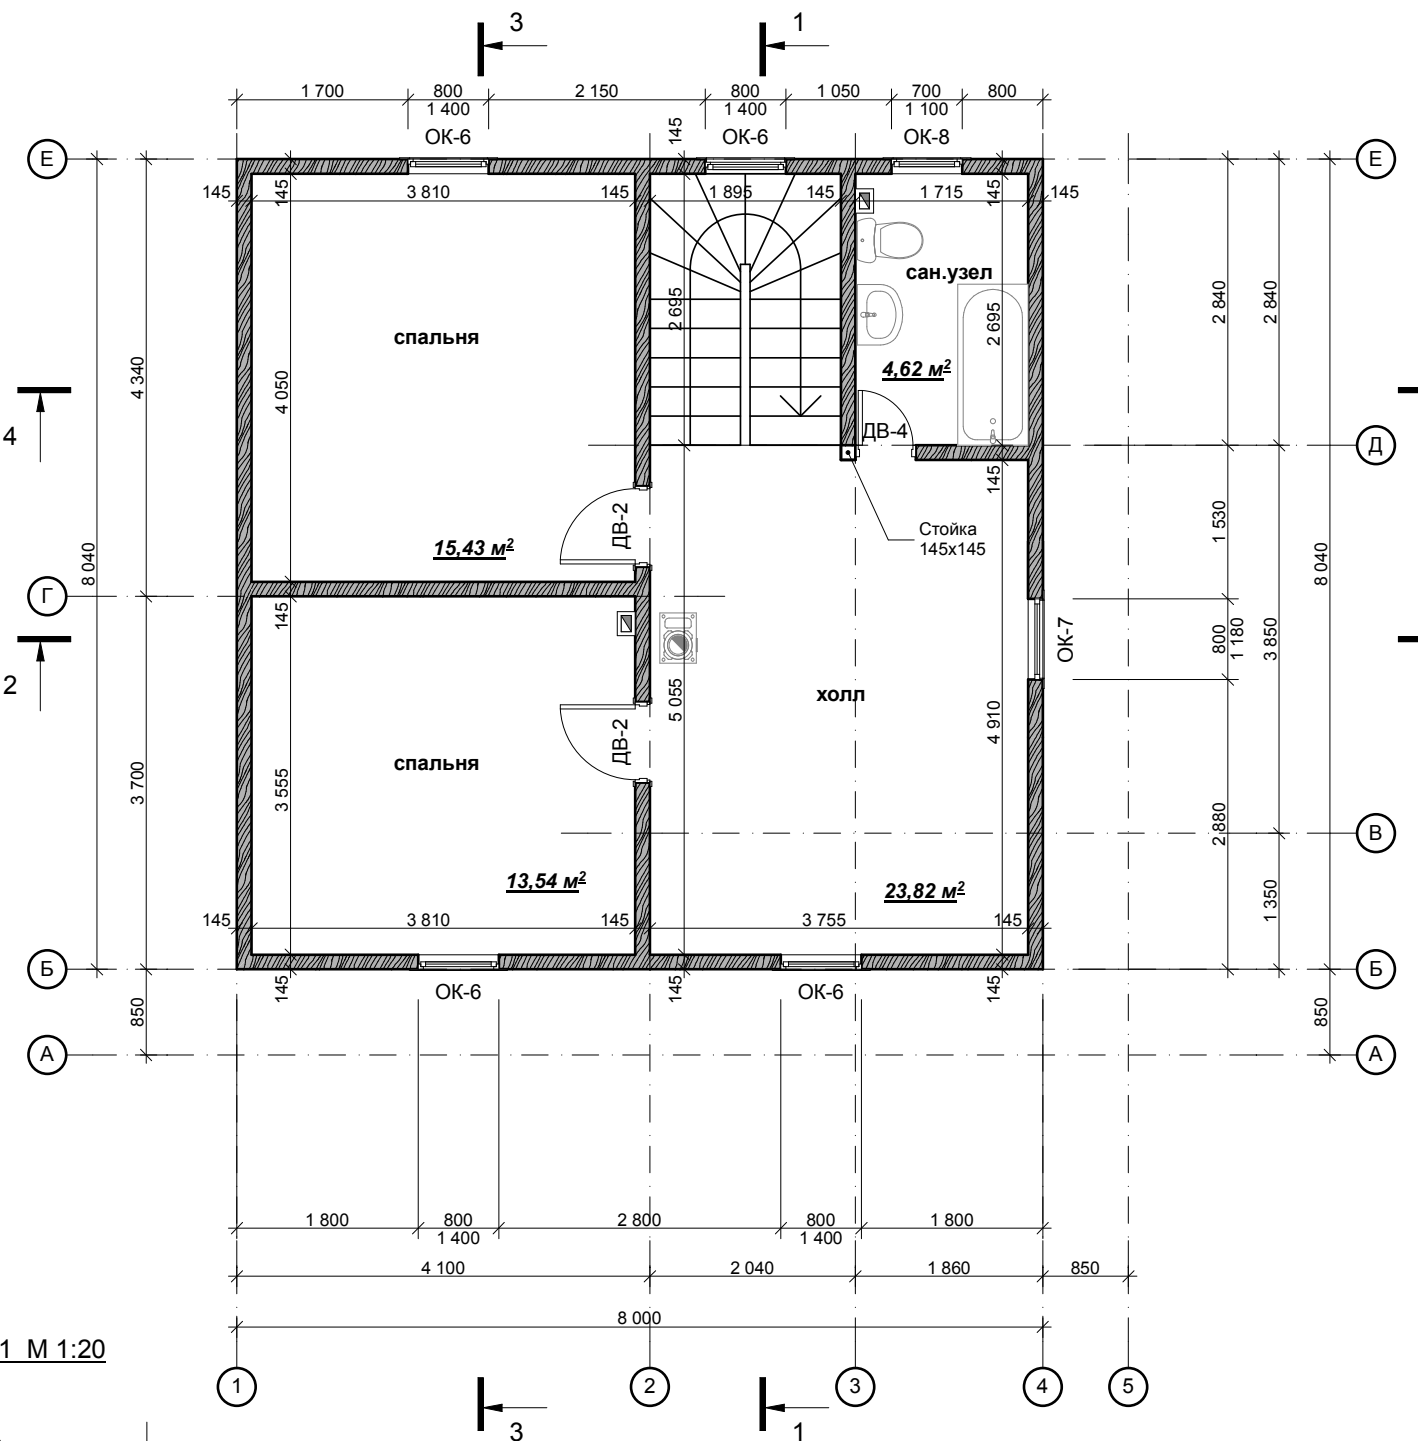 3
1
1 700
800
2 150
800
1 050
700
800
1 400
1 400
1 100
ОК-6
145
ОК-6
ОК-8
Е
Е
145
145
3 810
145
1 895
145
145
1 715
145
сан.узел
2 840
2 840
2 695
2 695
спальня
4 340
4 050
4,62 м²
4
ДВ-4
Д
145
ДВ-2
Стойка
145х145
1 530
15,43 м²
8 040
8 040
Г
145
ОК-7
800
1 180
3 850
2
5 055
холл
4 910
ДВ-2
спальня
3 700
3 555
2 880
В
13,54 м²
23,82 м²
1 350
145
3 810
145
3 755
145
Б
Б
145
ОК-6
145
ОК-6
145
850
850
А
А
1 800
800
2 800
800
1 800
1 400
1 400
4 100
2 040
1 860
850
8 000
1 М 1:20
1
2
3
4
5
3
1